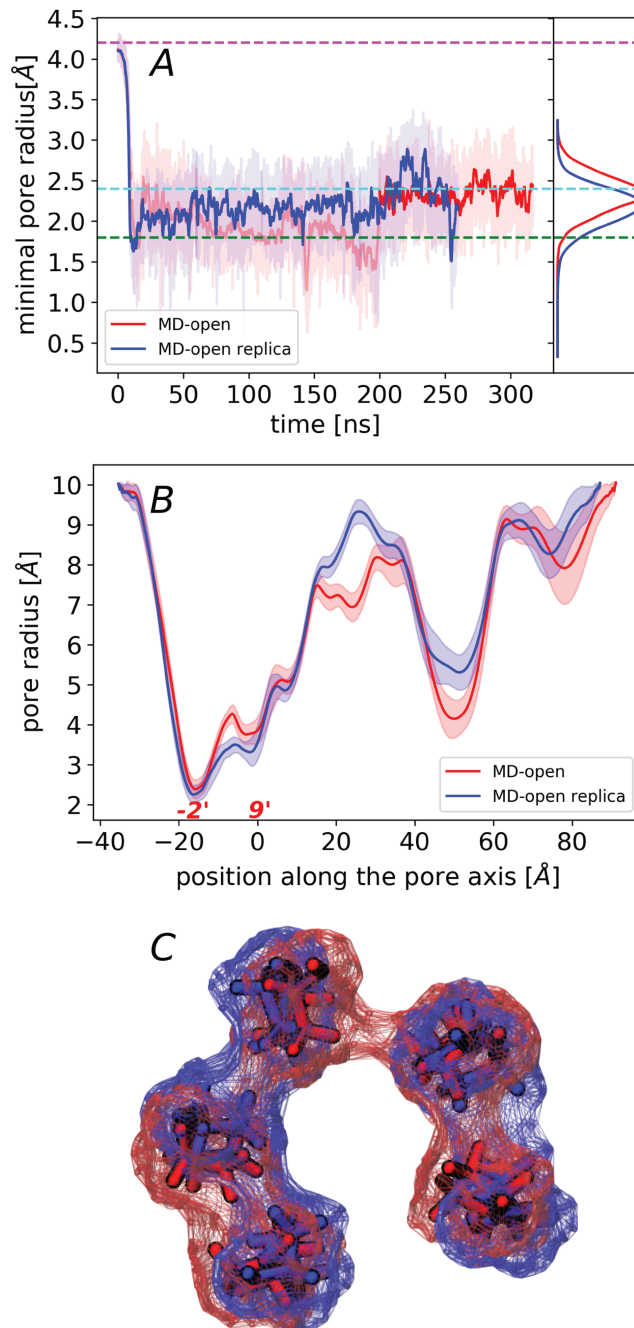 A
minimal pore radius[Å]
4.5
4.0
3.5
3.0
2.5
2.0
1.5
1.0
0.5
MD-open
MD-open replica
0 50 100 150 200 250 300
time [ns]
B
pore radius [Å]
10
9
8
7
6
5
4
3
2
MD-open
MD-open replica
-2' 9'
−40 −20 0 20 40 60 80
position along the pore axis [Å]
C